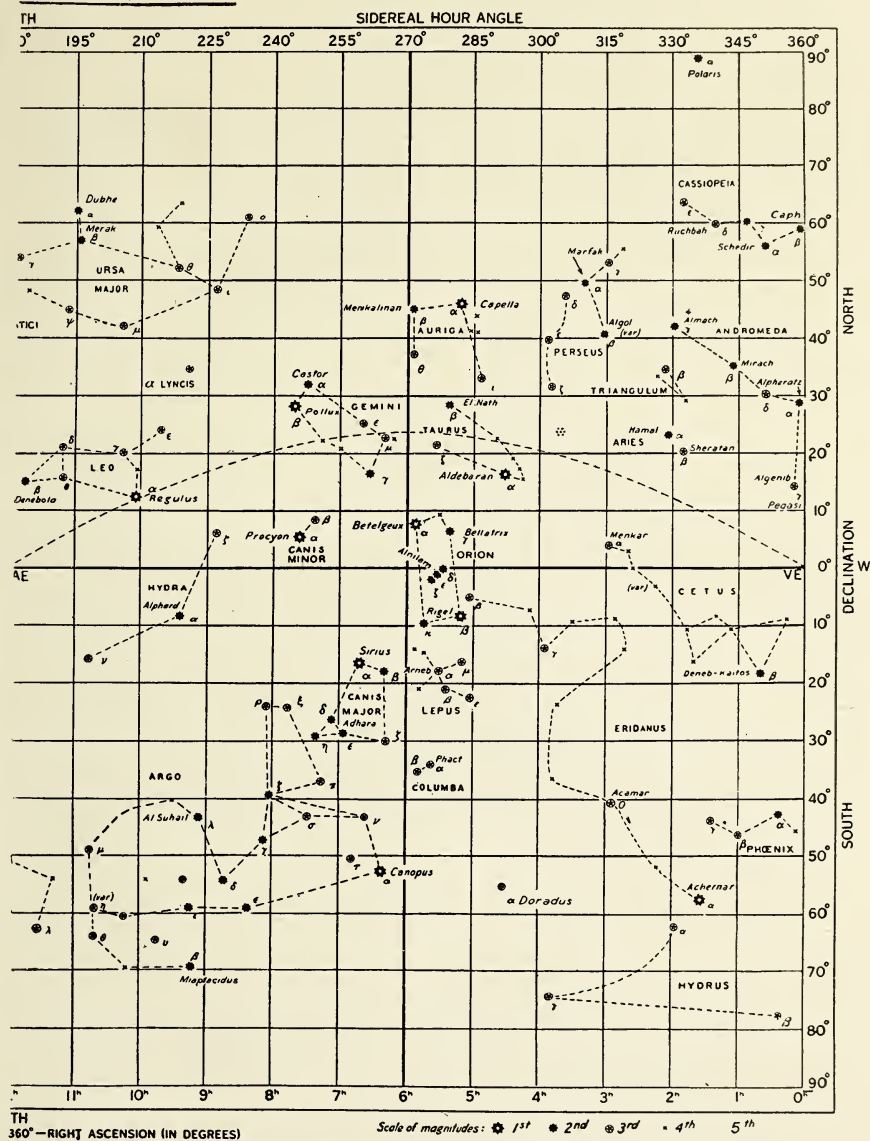 TH SIDEREAL HOUR ANGLE
0° 195° 210° 225° 240° 255° 270° 285° 300° 315° 330° 345° 360°
90°
α
Polaris
80°
70°
CASSIOPEIA
Dubhe
α
ε
Ruchbah δ
Caph
β
Schedir α
60°
Merak
β
ο
γ
URSA
MAJOR
θ
ι
Marfak
γ
α
δ
50°
NORTH
ψ
μ
TICI
Menkalinan
β
α
Capella
AURIGA
θ
ι
Algol
(var)
β
ε
PERSEUS
ζ
Almach
γ
ANDROMEDA
40°
Mirach
β
α LYNCIS
β
TRIANGULUM
Alpheratz
δ
α
30°
Castor
α
Pollux
β
GEMINI
ε
μ
γ
El Nath
β
TAURUS
ζ
Aldebaran
α
Hamal
α
ARIES
Sheratan
β
20°
δ
γ
ε
LEO
β
θ
Denebola
α
Regulus
Algenib
γ
Pegasi
10°
ζ
Procyon
β
α
CANIS
MINOR
Betelgeux
α
Bellatrix
γ
ORION
Alnilam
δ
ε
ζ
Menkar
α
AE
VE
0°
DECLINATION
W
HYDRA
Alphard
α
ν
Rigel
β
κ
β
(var)
CETUS
γ
10°
Sirius
α
β
Arneb
α
μ
β
ε
LEPUS
Deneb-Kaitos
β
20°
ρ
ξ
δ
CANIS
MAJOR
Adhara
η
ε
ζ
ERIDANUS
30°
ARGO
ζ
π
β
Phact
α
COLUMBA
Acamar
θ
40°
Al Suhail
λ
γ
σ
ν
γ
β
α
PHŒNIX
SOUTH
μ
δ
τ
Canopus
α
50°
α Doradus
Achernar
α
(var)
η
ι
ε
λ
60°
θ
υ
β
Miaplacidus
α
70°
HYDRUS
γ
β
80°
90°
11h 10h 9h 8h 7h 6h 5h 4h 3h 2h 1h 0h
TH
360°—RIGHT ASCENSION (IN DEGREES)
Scale of magnitudes: 1st 2nd 3rd 4th 5th